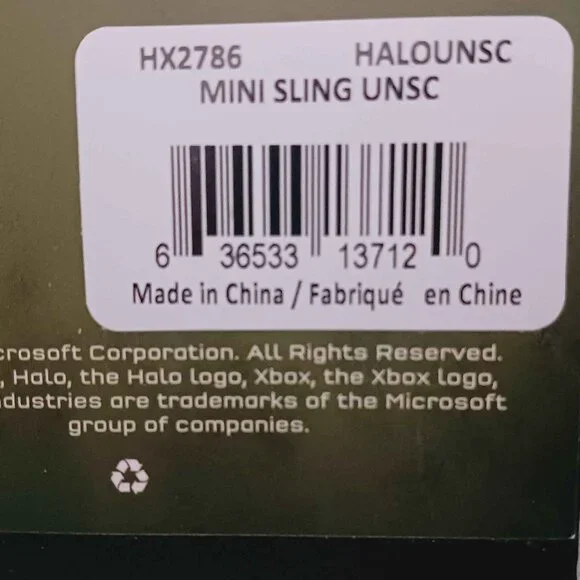 HX2786 HALOUNSC
MINI SLING UNSC
6 36533 13712 0
Made in China / Fabriqué en Chine
crosoft Corporation. All Rights Reserved.
, Halo, the Halo logo, Xbox, the Xbox logo,
dustries are trademarks of the Microsoft
group of companies.